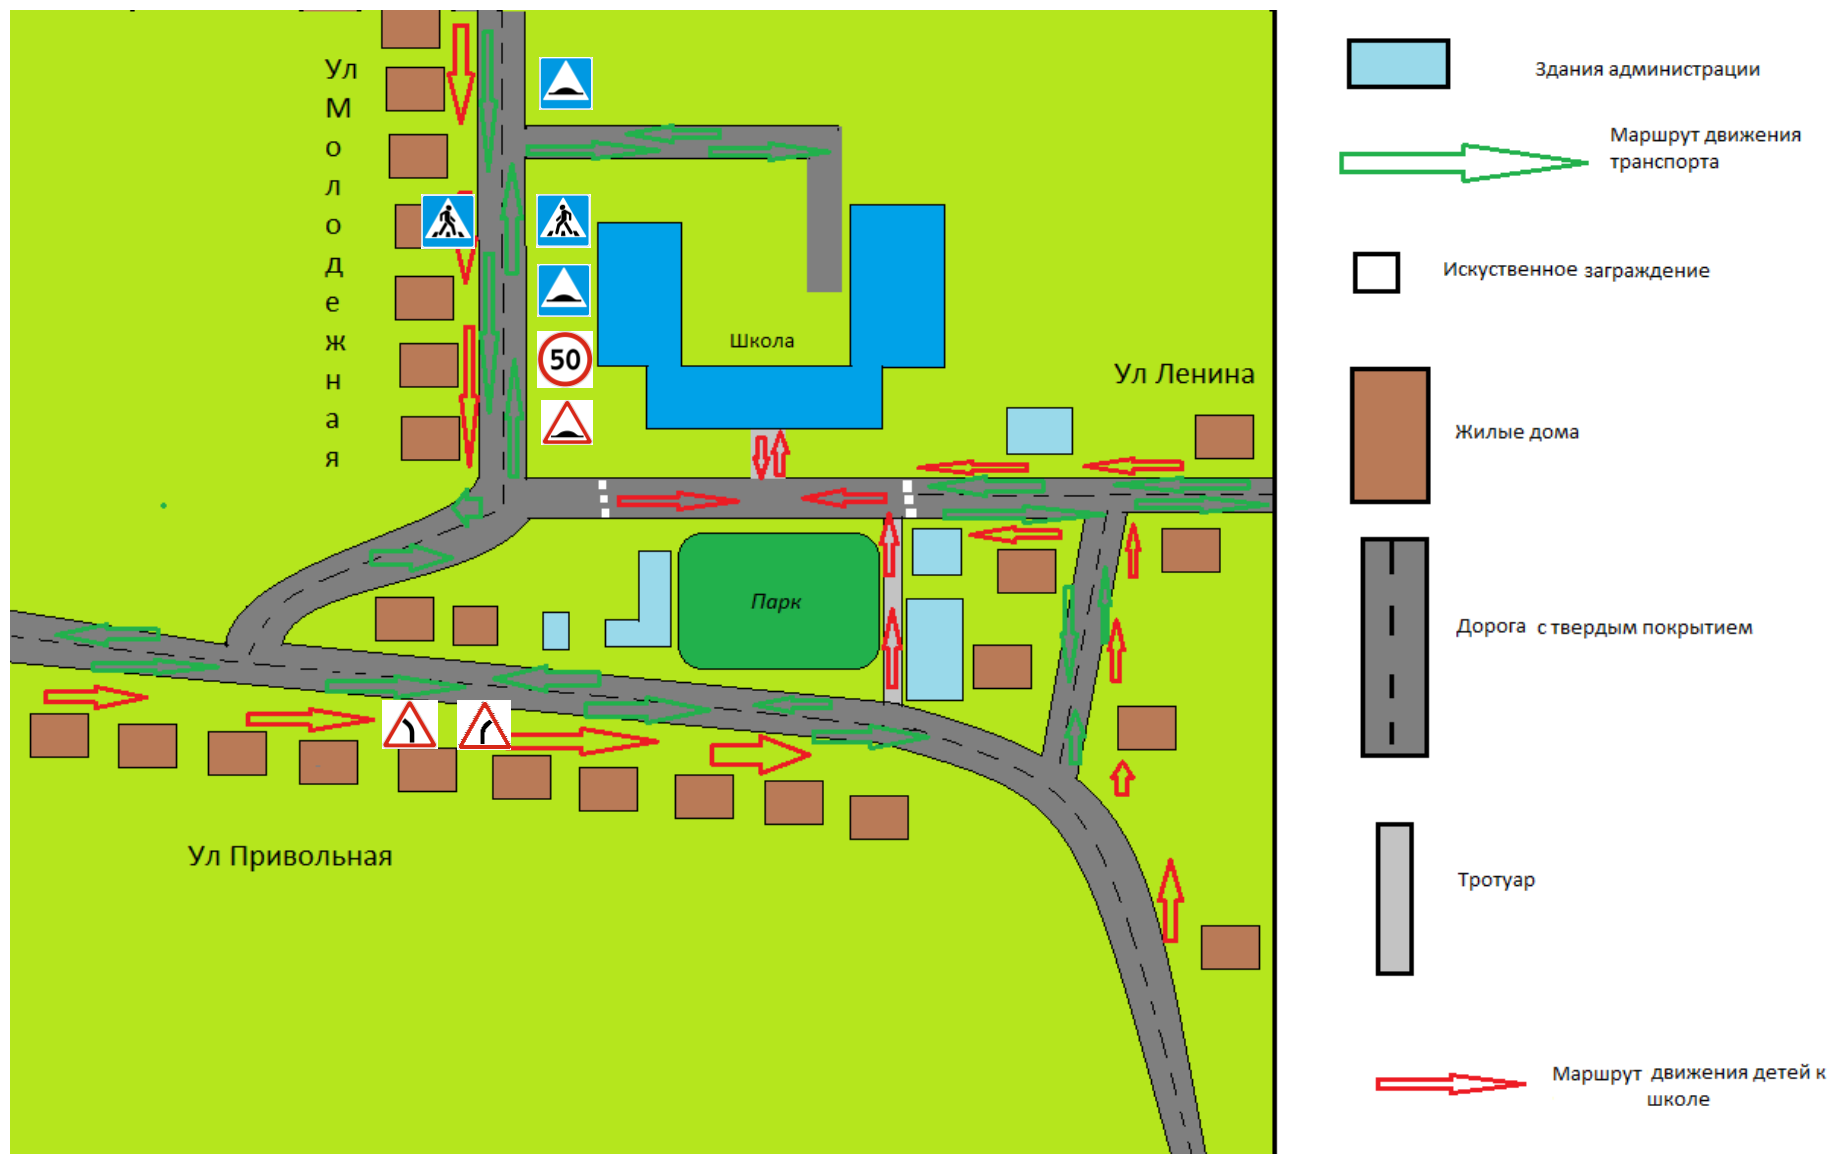 Ул
М
о
л
о
д
е
ж
н
а
я
50
Школа
Ул Ленина
Парк
Ул Привольная
Здания администрации
Маршрут движения
транспорта
Искуственное заграждение
Жилые дома
Дорога с твердым покрытием
Тротуар
Маршрут движения детей к
школе